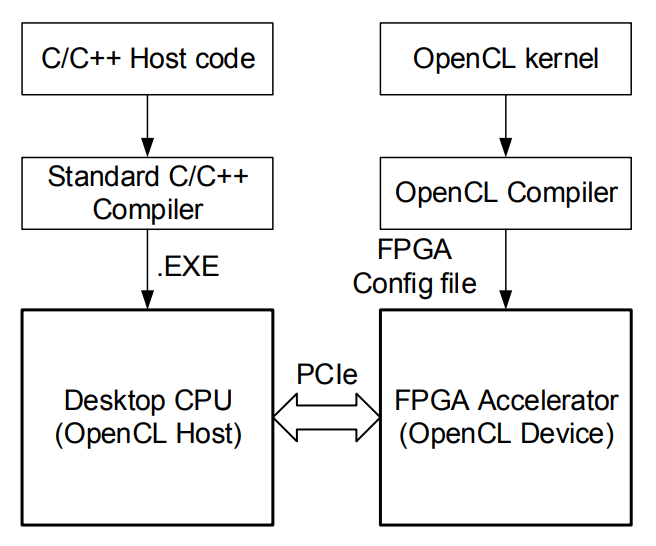 C/C++ Host code
OpenCL kernel
Standard C/C++
Compiler
OpenCL Compiler
.EXE
FPGA
Config file
PCIe
Desktop CPU
(OpenCL Host)
FPGA Accelerator
(OpenCL Device)